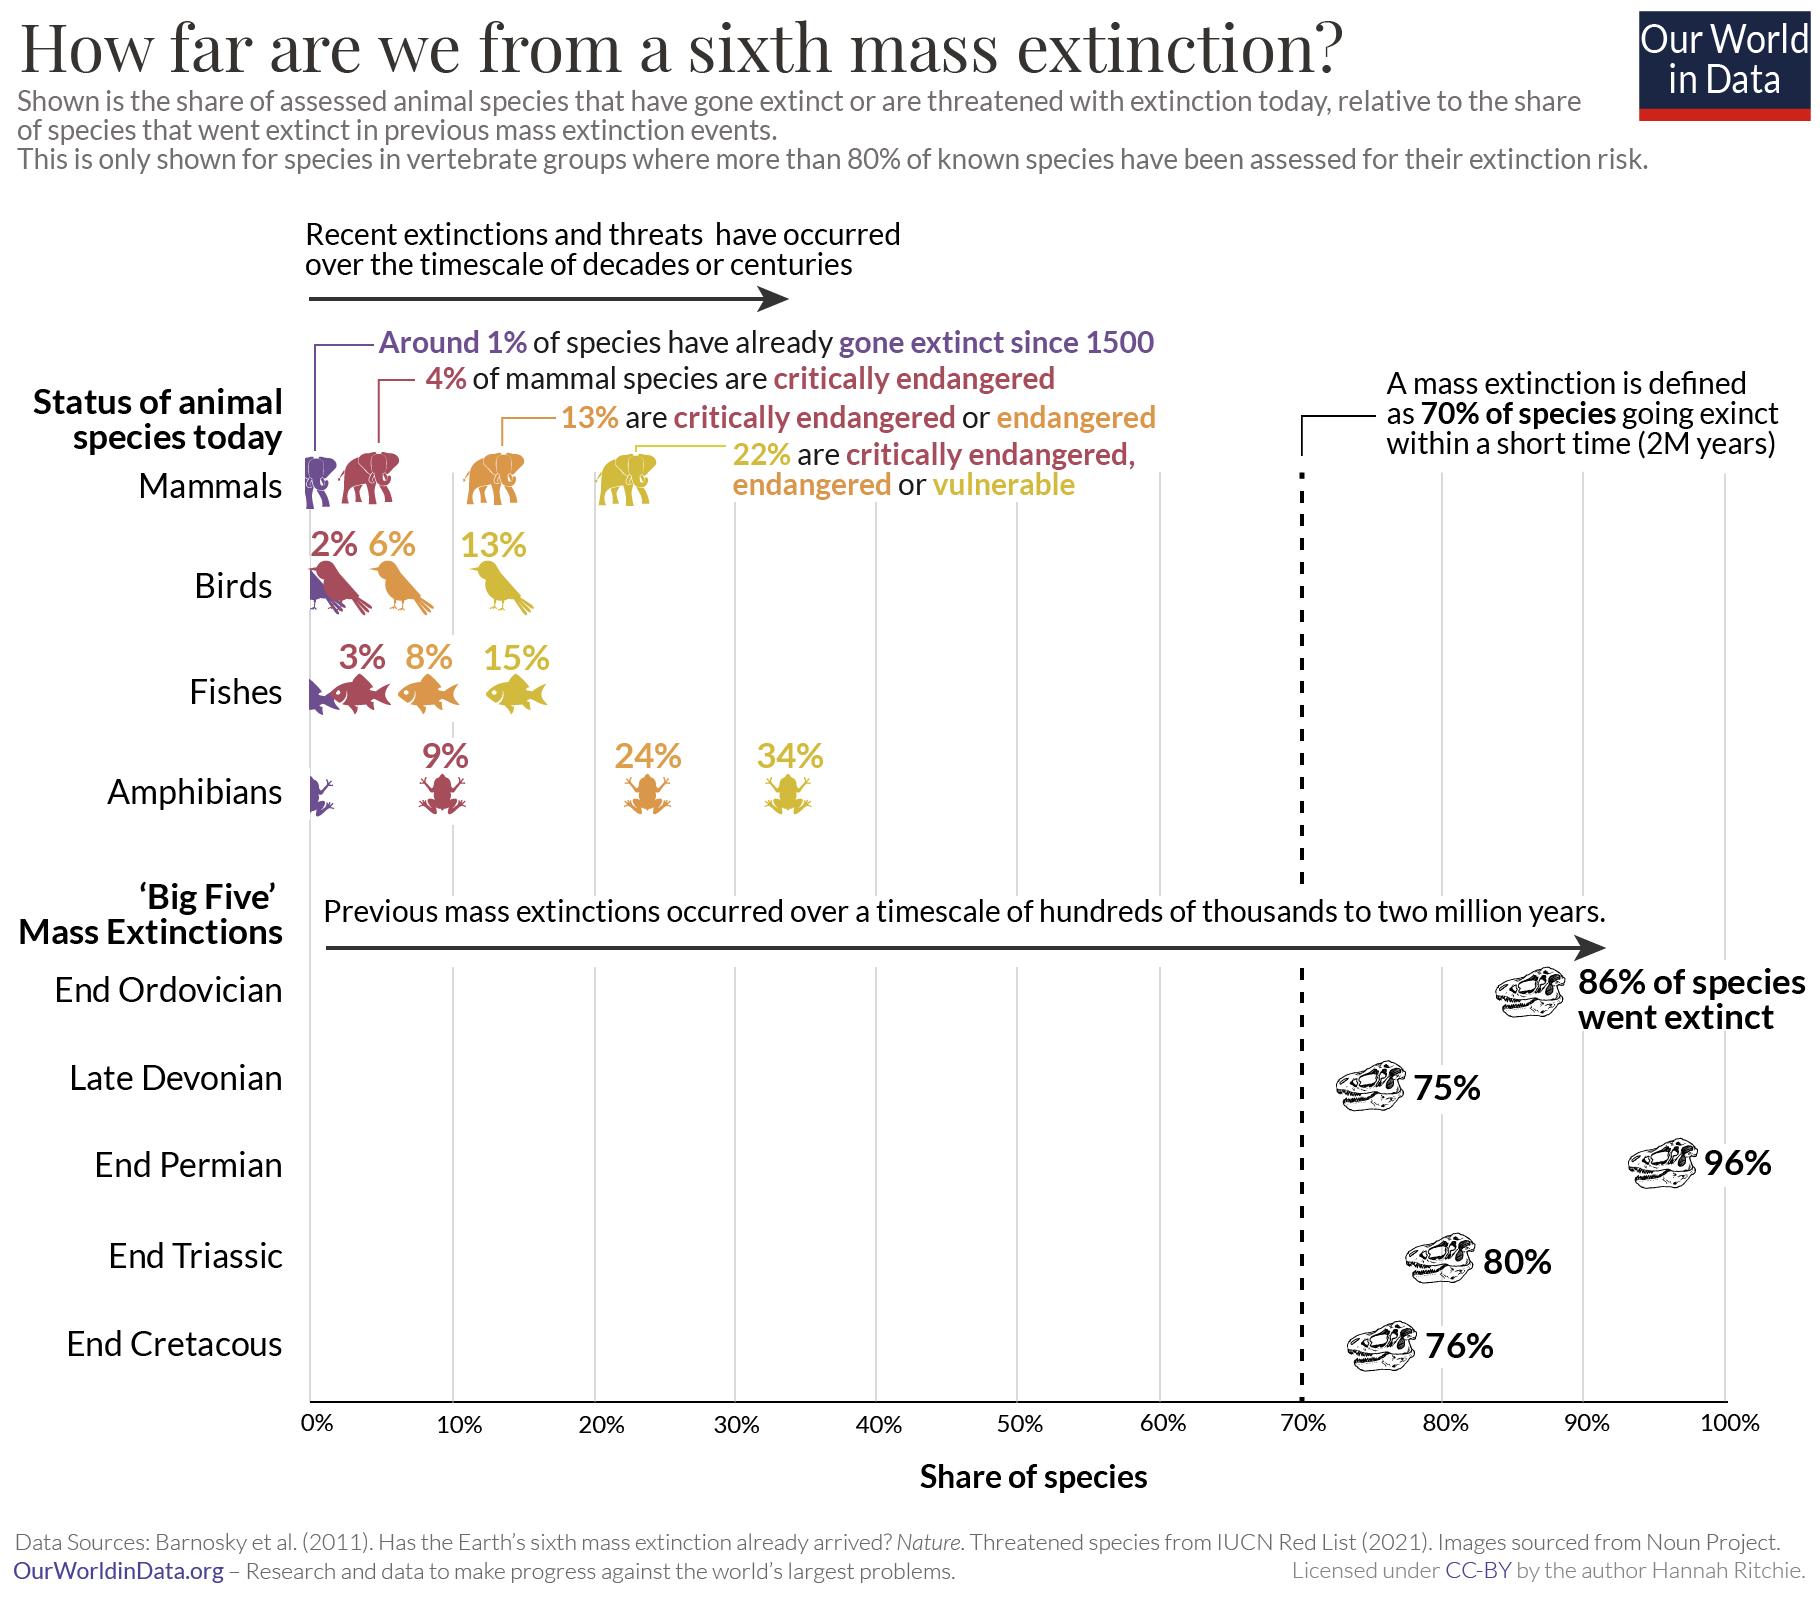 How far are we from a sixth mass extinction?
Our World
in Data
Shown is the share of assessed animal species that have gone extinct or are threatened with extinction today, relative to the share
of species that went extinct in previous mass extinction events.
This is only shown for species in vertebrate groups where more than 80% of known species have been assessed for their extinction risk.
Recent extinctions and threats have occurred
over the timescale of decades or centuries
Around 1% of species have already gone extinct since 1500
4% of mammal species are critically endangered
13% are critically endangered or endangered
22% are critically endangered,
endangered or vulnerable
A mass extinction is defined
as 70% of species going exinct
within a short time (2M years)
Status of animal
species today
Mammals
2% 6% 13%
Birds
3% 8% 15%
Fishes
9% 24% 34%
Amphibians
‘Big Five’
Mass Extinctions
Previous mass extinctions occurred over a timescale of hundreds of thousands to two million years.
End Ordovician
86% of species
went extinct
Late Devonian 75%
End Permian 96%
End Triassic 80%
End Cretacous 76%
0% 10% 20% 30% 40% 50% 60% 70% 80% 90% 100%
Share of species
Data Sources: Barnosky et al. (2011). Has the Earth’s sixth mass extinction already arrived? Nature. Threatened species from IUCN Red List (2021). Images sourced from Noun Project.
OurWorldinData.org – Research and data to make progress against the world’s largest problems.
Licensed under CC-BY by the author Hannah Ritchie.